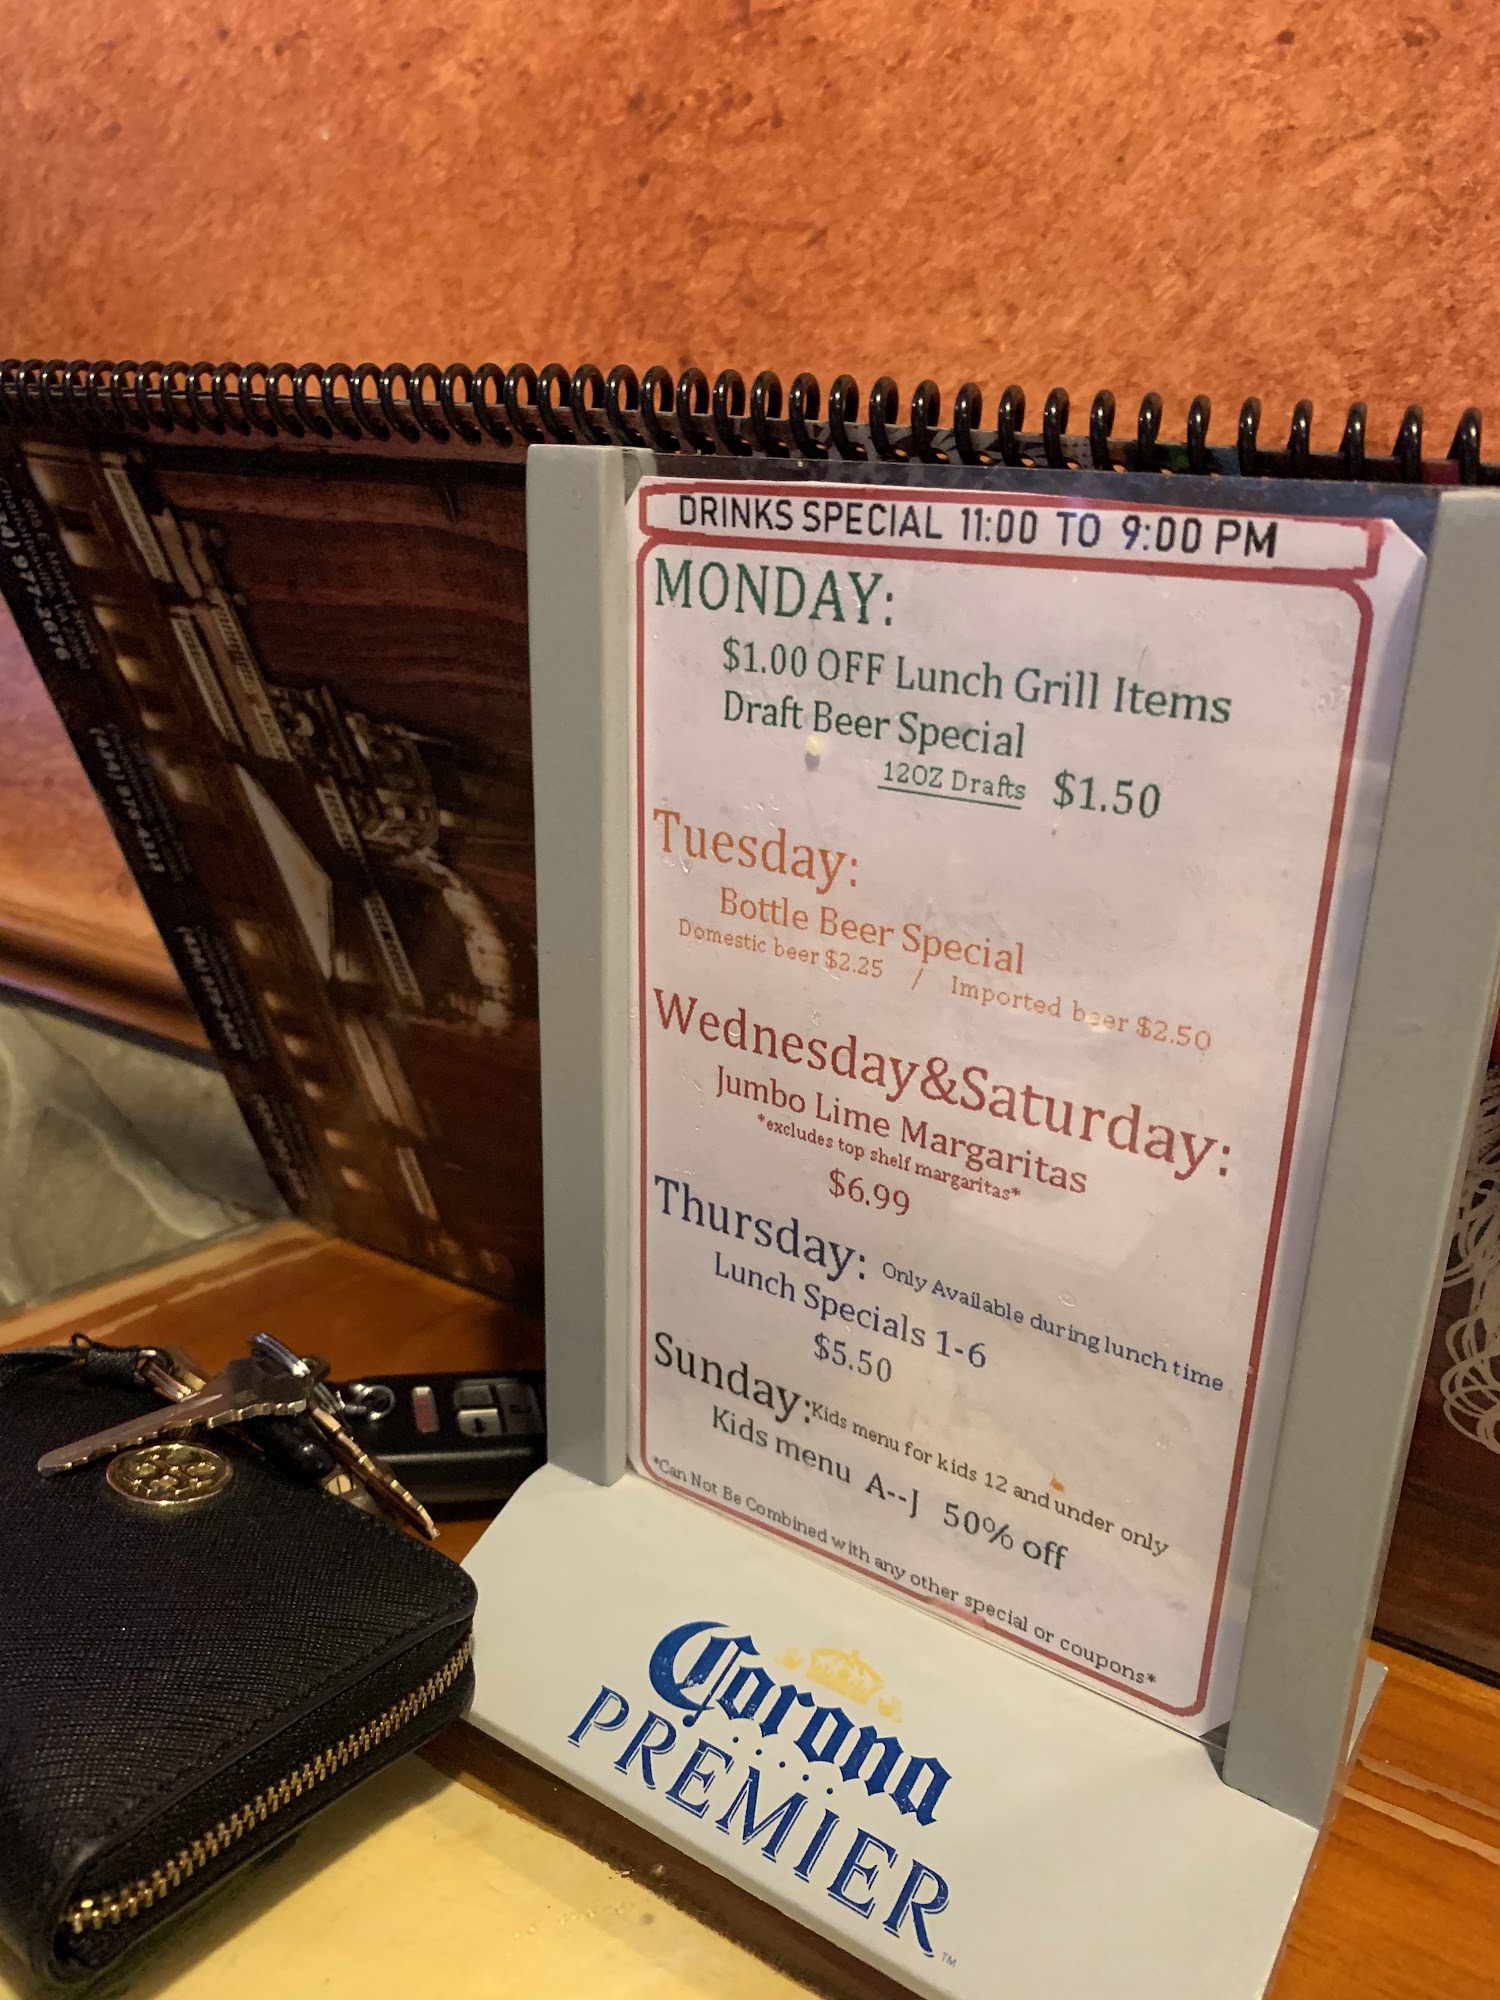 DRINKS SPECIAL 11:00 TO 9:00 PM
MONDAY:
$1.00 OFF Lunch Grill Items
Draft Beer Special
12OZ Drafts $1.50
Tuesday:
Bottle Beer Special
Domestic beer $2.25 / Imported beer $2.50
Wednesday&Saturday:
Jumbo Lime Margaritas
*excludes top shelf margaritas*
$6.99
Thursday: Only Available during lunch time
Lunch Specials 1-6
$5.50
Sunday: Kids menu for kids 12 and under only
Kids menu A--J 50% off
*Can Not Be Combined with any other special or coupons*
Corona
PREMIER
TM
977-3676